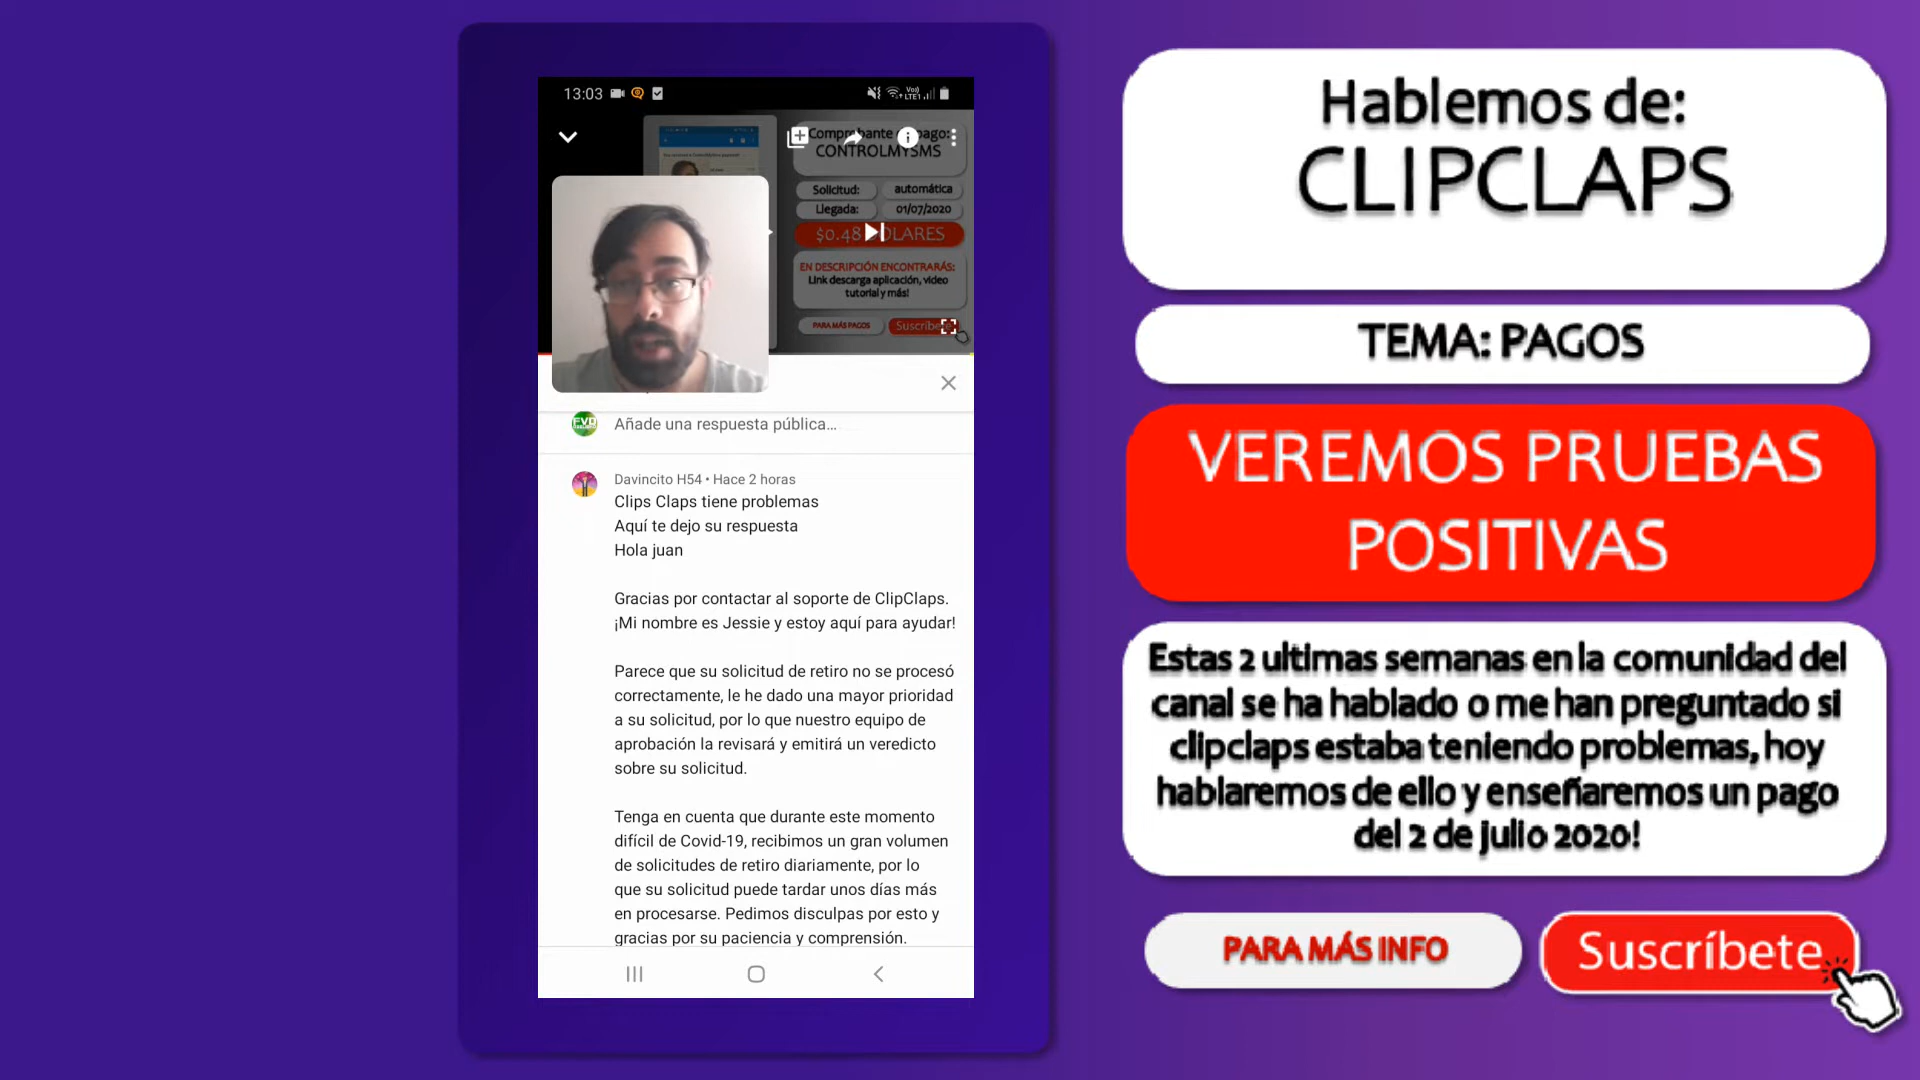 13:03
Vo))
LTE1
Comprobante pago:
CONTROLMYSMS
Solicitud: automática
Llegada: 01/07/2020
$0.48 DOLARES
EN DESCRIPCIÓN ENCONTRARÁS:
Link descarga aplicación, video
tutorial y más!
PARA MÁS PAGOS
Suscríbe
Añade una respuesta pública...
Davincito H54 • Hace 2 horas
Clips Claps tiene problemas
Aquí te dejo su respuesta
Hola juan
Gracias por contactar al soporte de ClipClaps.
¡Mi nombre es Jessie y estoy aquí para ayudar!
Parece que su solicitud de retiro no se procesó
correctamente, le he dado una mayor prioridad
a su solicitud, por lo que nuestro equipo de
aprobación la revisará y emitirá un veredicto
sobre su solicitud.
Tenga en cuenta que durante este momento
difícil de Covid-19, recibimos un gran volumen
de solicitudes de retiro diariamente, por lo
que su solicitud puede tardar unos días más
en procesarse. Pedimos disculpas por esto y
gracias por su paciencia y comprensión.
Hablemos de:
CLIPCLAPS
TEMA: PAGOS
VEREMOS PRUEBAS
POSITIVAS
Estas 2 ultimas semanas en la comunidad del
canal se ha hablado o me han preguntado si
clipclaps estaba teniendo problemas, hoy
hablaremos de ello y enseñaremos un pago
del 2 de julio 2020!
PARA MÁS INFO
Suscríbete